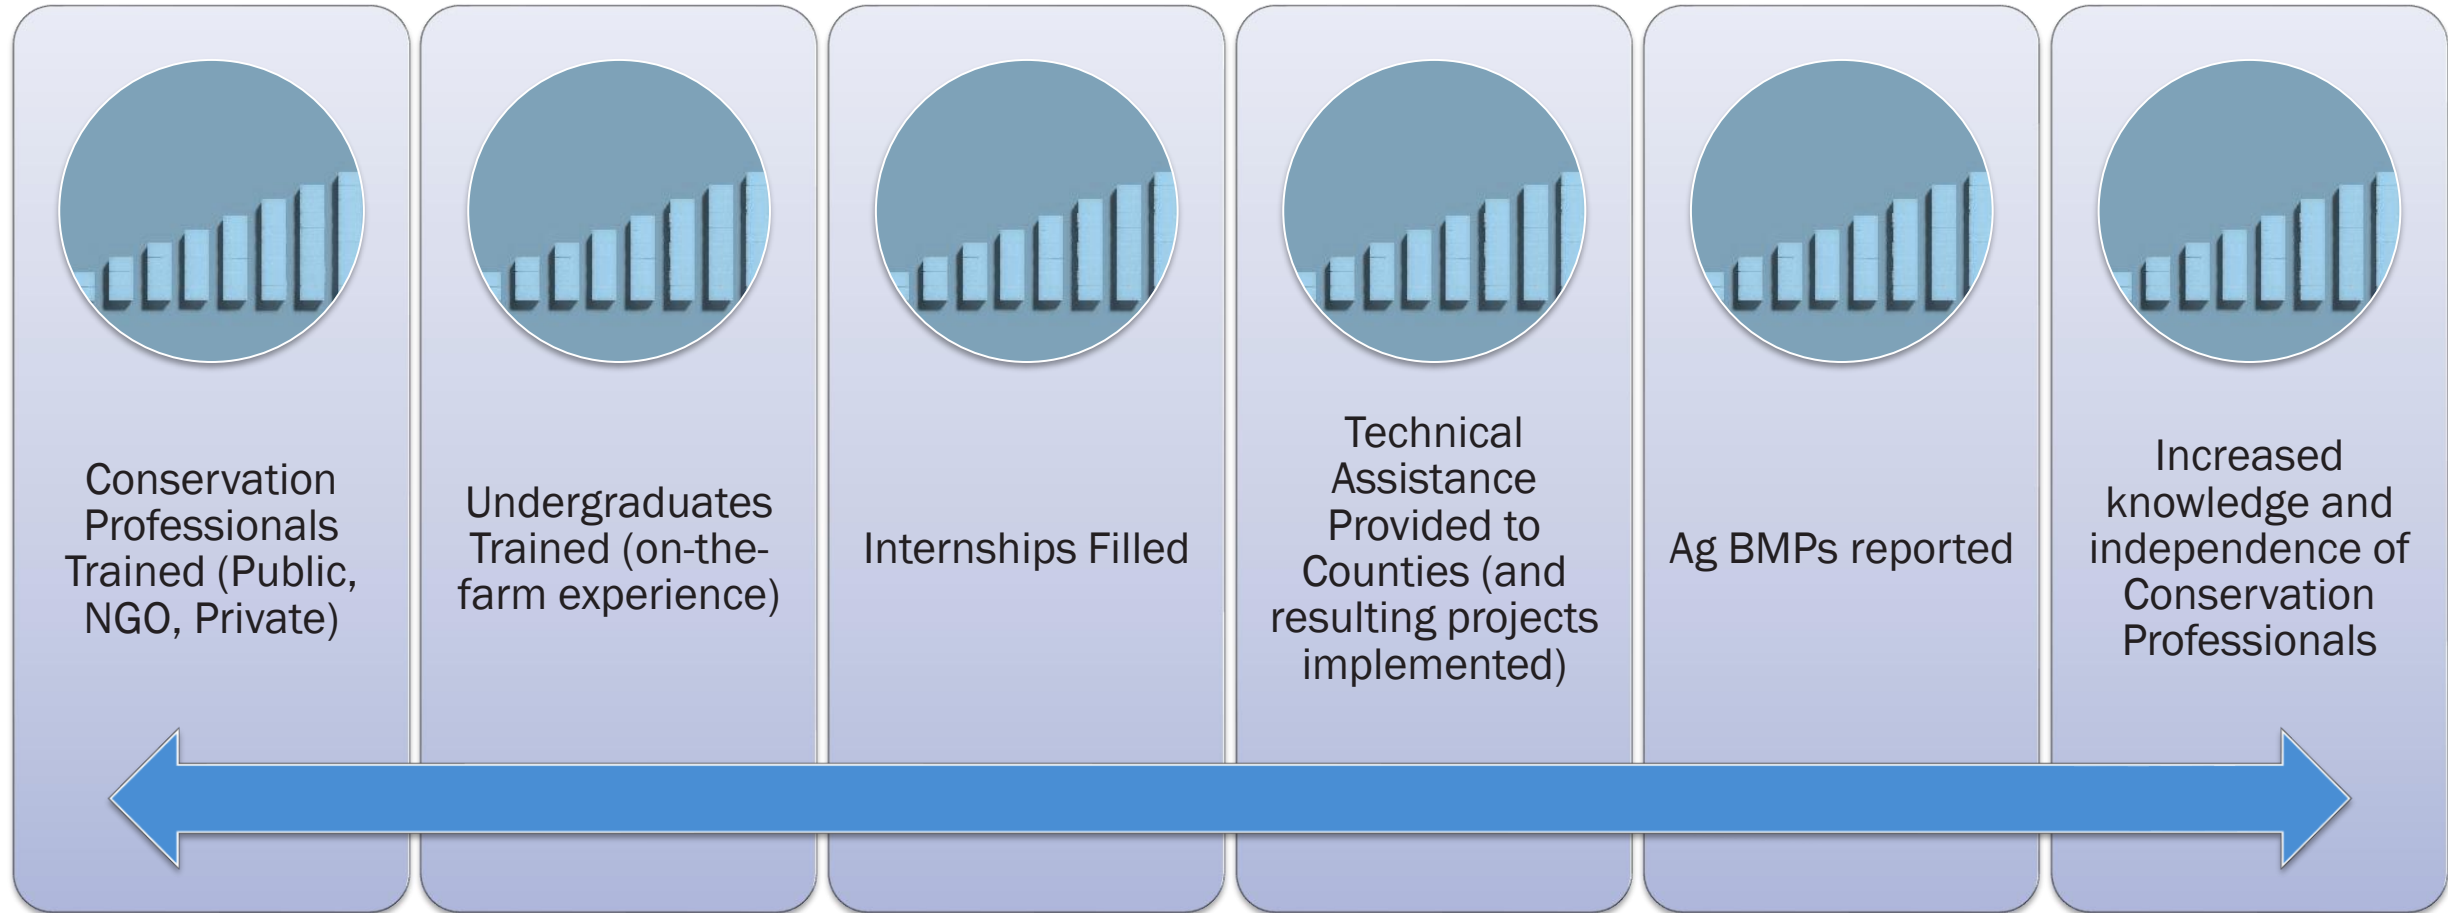 Conservation
Professionals
Trained (Public,
NGO, Private)
Undergraduates
Trained (on-the-
farm experience)
Internships Filled
Technical
Assistance
Provided to
Counties (and
resulting projects
implemented)
Ag BMPs reported
Increased
knowledge and
independence of
Conservation
Professionals